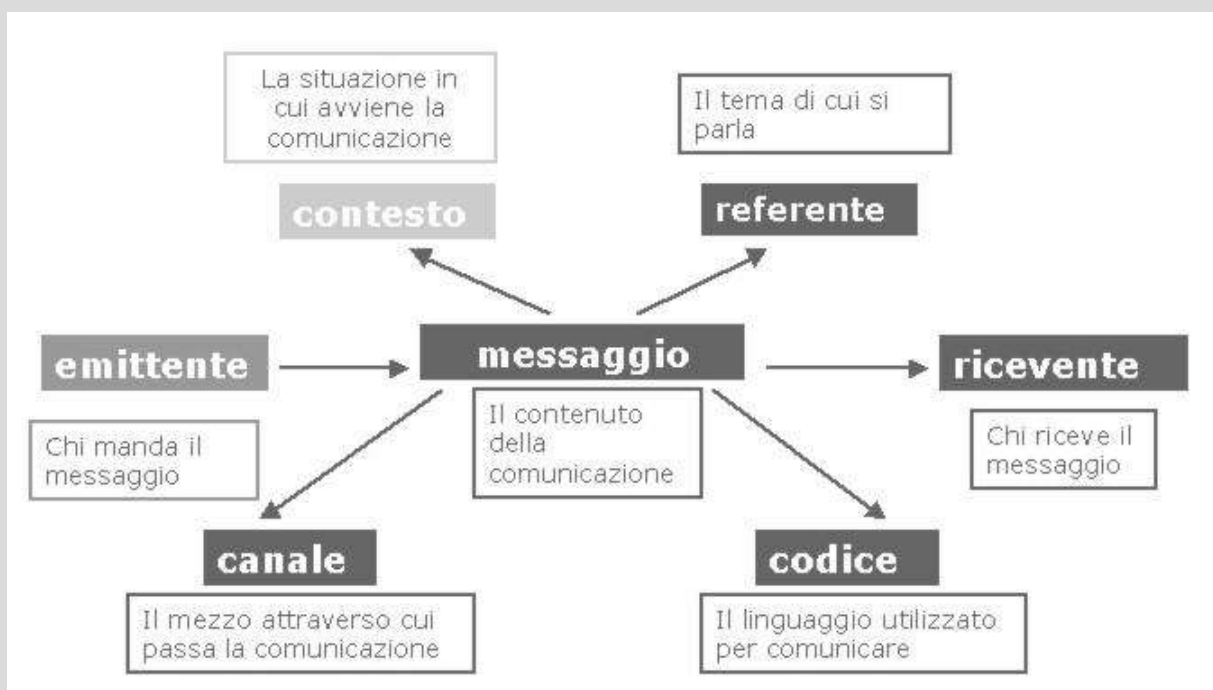 La situazione in
cui avviene la
comunicazione
Il tema di cui si
parla
contesto
referente
emittente
messaggio
ricevente
Chi manda il
messaggio
Il contenuto
della
comunicazione
Chi riceve il
messaggio
canale
codice
Il mezzo attraverso cui
passa la comunicazione
Il linguaggio utilizzato
per comunicare